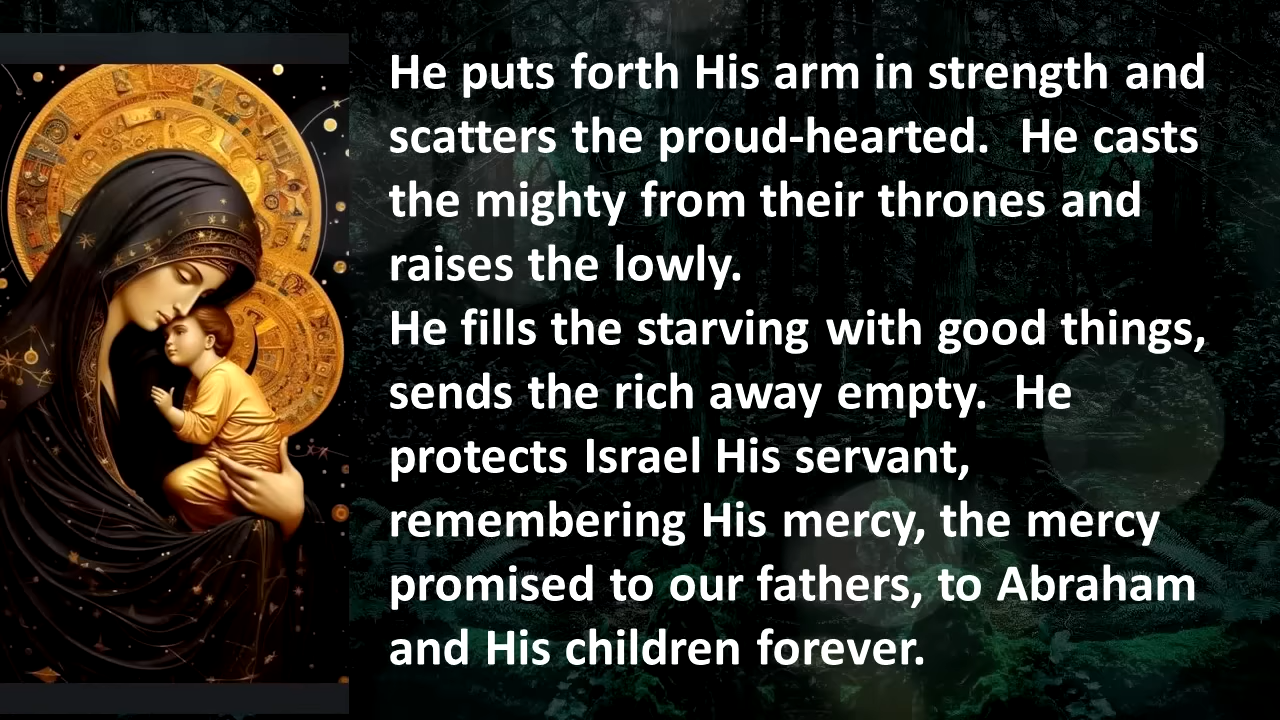 He puts forth His arm in strength and
scatters the proud-hearted.  He casts
the mighty from their thrones and
raises the lowly.
He fills the starving with good things,
sends the rich away empty.  He
protects Israel His servant,
remembering His mercy, the mercy
promised to our fathers, to Abraham
and His children forever.